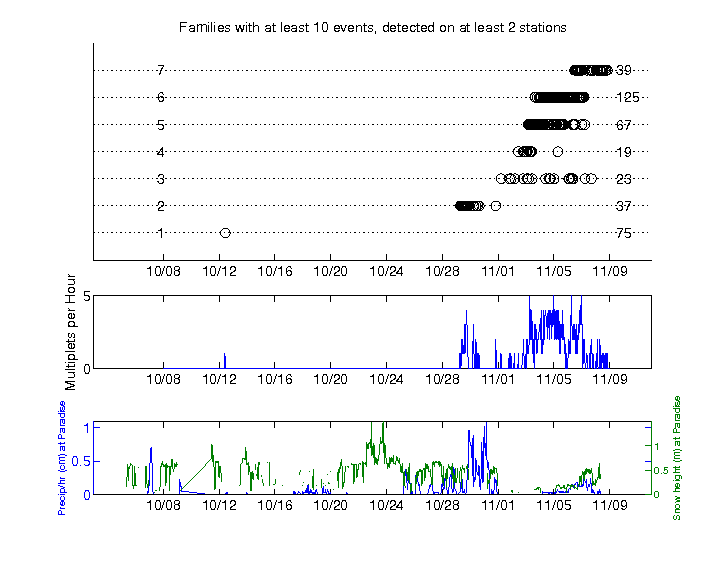 Families with at least 10 events, detected on at least 2 stations
7 39
6 125
5 67
4 19
3 23
2 37
1 75
10/08 10/12 10/16 10/20 10/24 10/28 11/01 11/05 11/09
Multiplets per Hour
5
0
10/08 10/12 10/16 10/20 10/24 10/28 11/01 11/05 11/09
Precip/hr (cm) at Paradise
1
0.5
0
Snow height (m) at Paradise
1
0.5
0
10/08 10/12 10/16 10/20 10/24 10/28 11/01 11/05 11/09